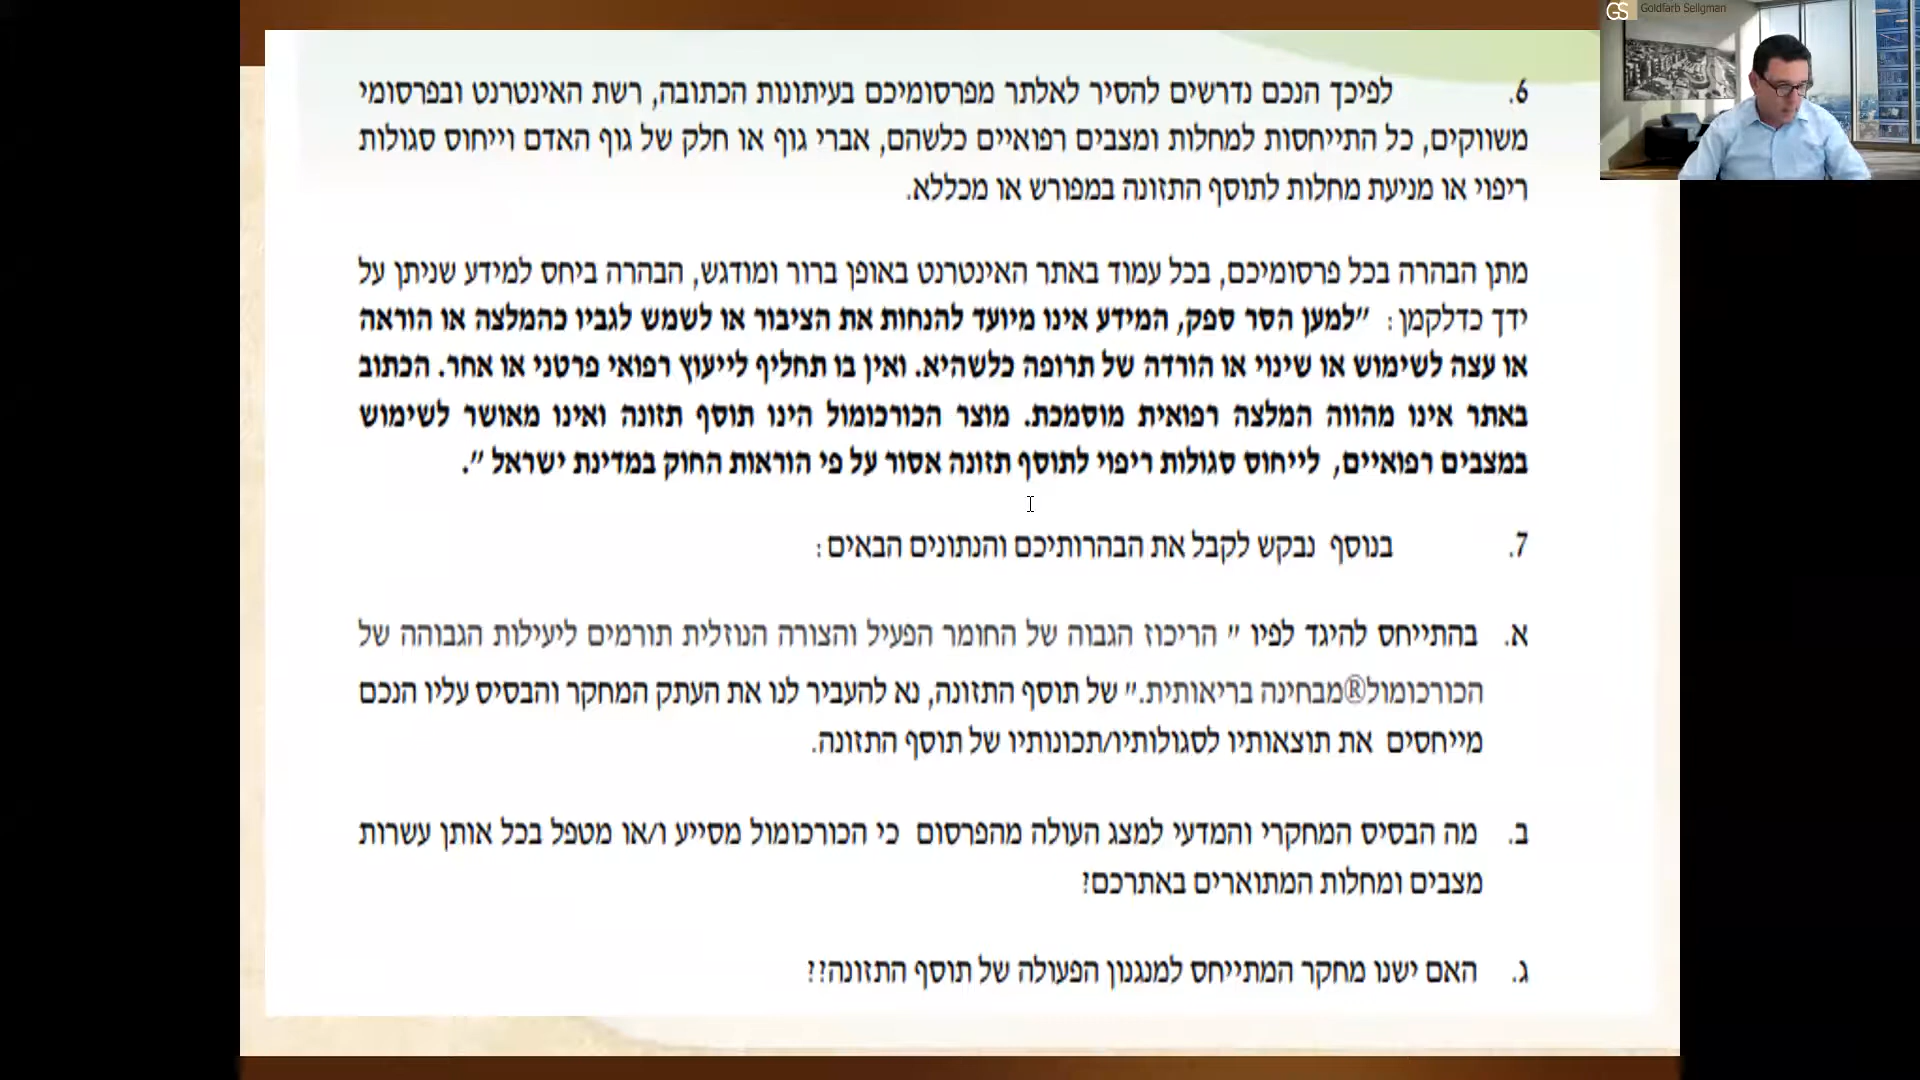 GS Goldfarb Seligman
6. לפיכך הנכם נדרשים להסיר לאלתר מפרסומיכם בעיתונות הכתובה, רשת האינטרנט ובפרסומי
משווקים, כל התייחסות למחלות ומצבים רפואיים כלשהם, אברי גוף או חלק של גוף האדם וייחוס סגולות
ריפוי או מניעת מחלות לתוסף התזונה במפורש או מכללא.
מתן הבהרה בכל פרסומיכם, בכל עמוד באתר האינטרנט באופן ברור ומודגש, הבהרה ביחס למידע שניתן על
ידך כדלקמן: "למען הסר ספק, המידע אינו מיועד להנחות את הציבור או לשמש לגביו כהמלצה או הוראה
או עצה לשימוש או שינוי או הורדה של תרופה כלשהיא. ואין בו תחליף לייעוץ רפואי פרטני או אחר. הכתוב
באתר אינו מהווה המלצה רפואית מוסמכת. מוצר הכורכומול הינו תוסף תזונה ואינו מאושר לשימוש
במצבים רפואיים, לייחוס סגולות ריפוי לתוסף תזונה אסור על פי הוראות החוק במדינת ישראל".
7. בנוסף נבקש לקבל את הבהרותיכם והנתונים הבאים:
א. בהתייחס להיגד לפיו " הריכוז הגבוה של החומר הפעיל והצורה הנוזלית תורמים ליעילות הגבוהה של
הכורכומול®מבחינה בריאותית." של תוסף התזונה, נא להעביר לנו את העתק המחקר והבסיס עליו הנכם
מייחסים את תוצאותיו לסגולותיו/תכונותיו של תוסף התזונה.
ב. מה הבסיס המחקרי והמדעי למצג העולה מהפרסום כי הכורכומול מסייע ו/או מטפל בכל אותן עשרות
מצבים ומחלות המתוארים באתרכם?
ג. האם ישנו מחקר המתייחס למנגנון הפעולה של תוסף התזונה??